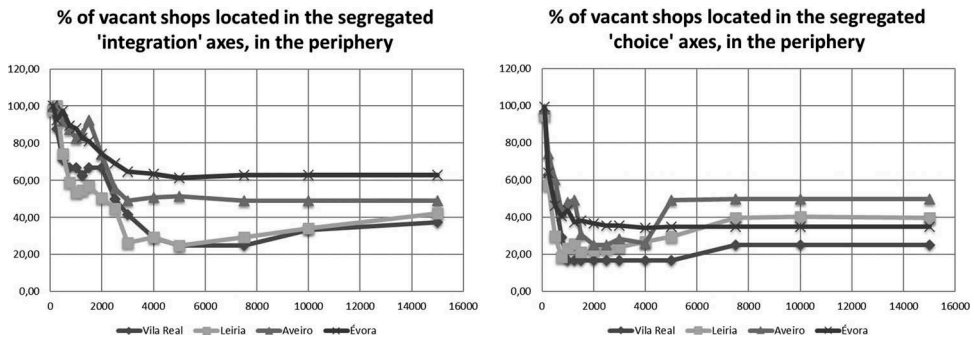 % of vacant shops located in the segregated
'integration' axes, in the periphery
120,00
100,00
80,00
60,00
40,00
20,00
0,00
0 2000 4000 6000 8000 10000 12000 14000 16000
Vila Real Leiria Aveiro Évora
% of vacant shops located in the segregated
'choice' axes, in the periphery
120,00
100,00
80,00
60,00
40,00
20,00
0,00
0 2000 4000 6000 8000 10000 12000 14000 16000
Vila Real Leiria Aveiro Évora